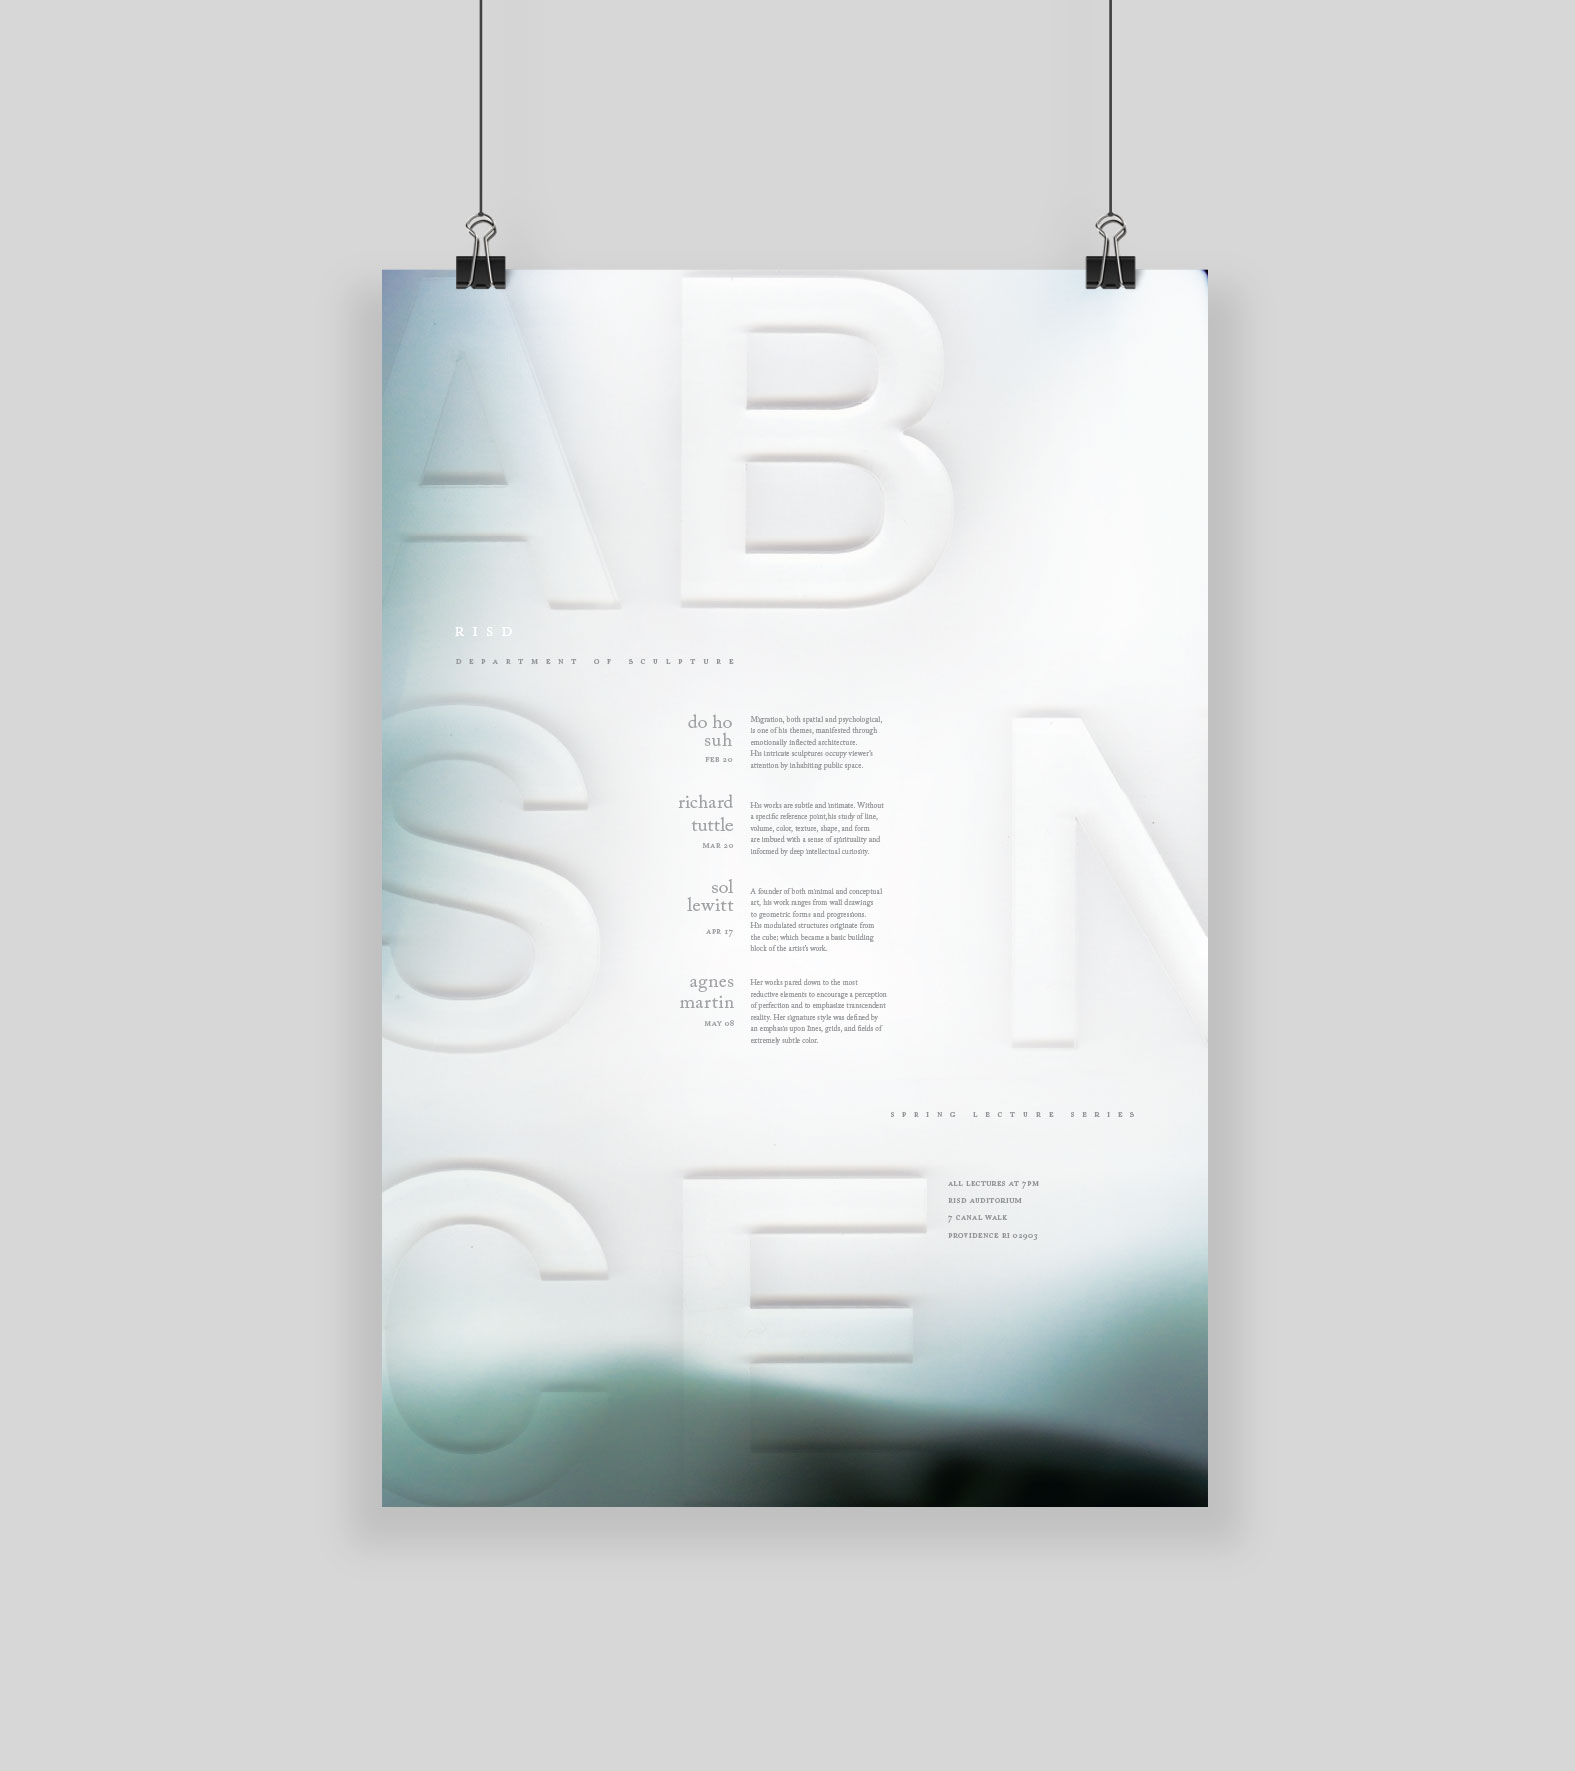 AB
RISD
DEPARTMENT OF SCULPTURE
S N
do ho
suh
FEB 20
Migration, both spatial and psychological,
is one of his themes, manifested through
emotionally inflected architecture.
His intricate sculptures occupy viewer's
attention by inhabiting public space.
richard
tuttle
MAR 20
His works are subtle and intimate. Without
a specific reference point,his study of line,
volume, color, texture, shape, and form
are imbued with a sense of spirituality and
informed by deep intellectual curiosity.
sol
lewitt
APR 17
A founder of both minimal and conceptual
art, his work ranges from wall drawings
to geometric forms and progressions.
His modulated structures originate from
the cube; which became a basic building
block of the artist's work.
agnes
martin
MAY 08
Her works pared down to the most
reductive elements to encourage a perception
of perfection and to emphasize transcendent
reality. Her signature style was defined by
an emphasis upon lines, grids, and fields of
extremely subtle color.
SPRING LECTURE SERIES
CE
ALL LECTURES AT 7PM
RISD AUDITORIUM
7 CANAL WALK
PROVIDENCE RI 02903